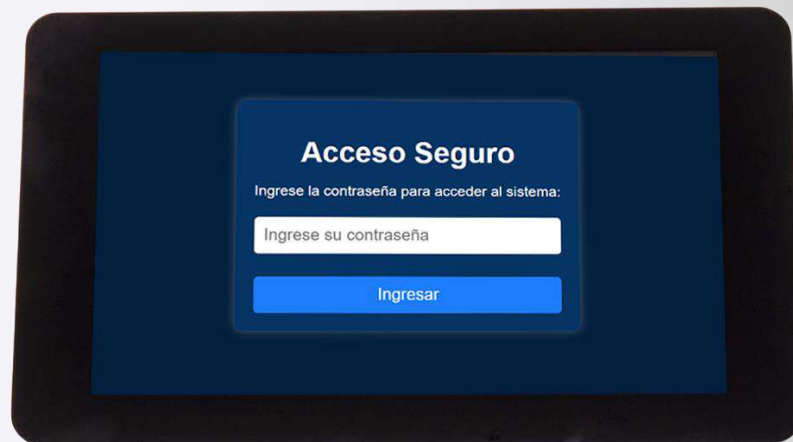 Acceso Seguro
Ingrese la contraseña para acceder al sistema:
Ingrese su contraseña
Ingresar